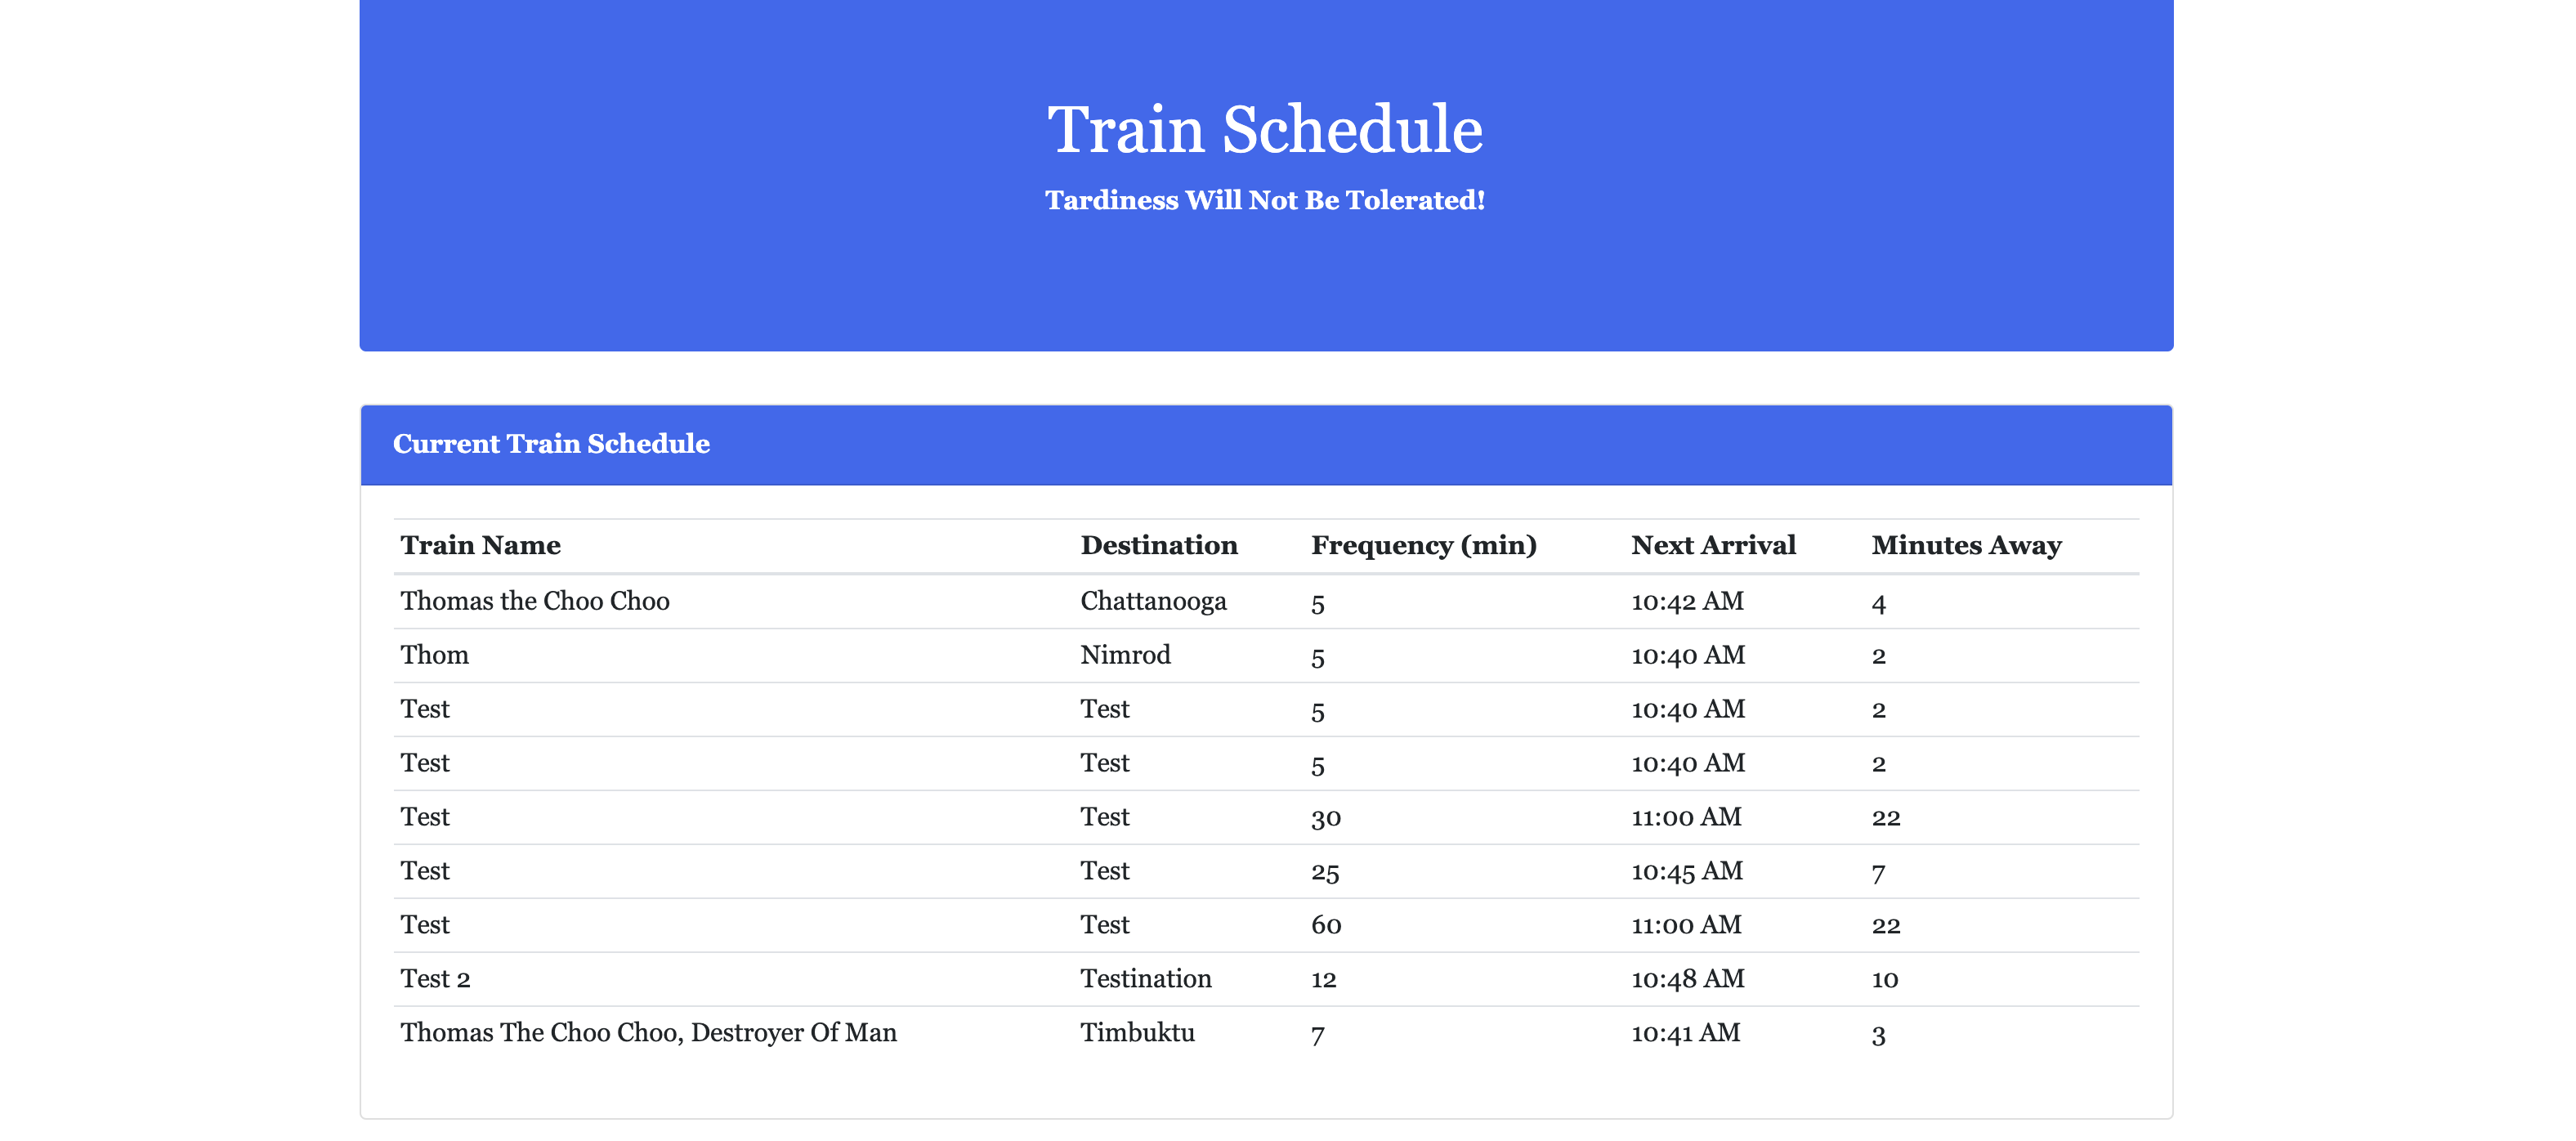 Train Schedule
Tardiness Will Not Be Tolerated!
Current Train Schedule
Train Name Destination Frequency (min) Next Arrival Minutes Away
Thomas the Choo Choo Chattanooga 5 10:42 AM 4
Thom Nimrod 5 10:40 AM 2
Test Test 5 10:40 AM 2
Test Test 5 10:40 AM 2
Test Test 30 11:00 AM 22
Test Test 25 10:45 AM 7
Test Test 60 11:00 AM 22
Test 2 Testination 12 10:48 AM 10
Thomas The Choo Choo, Destroyer Of Man Timbuktu 7 10:41 AM 3